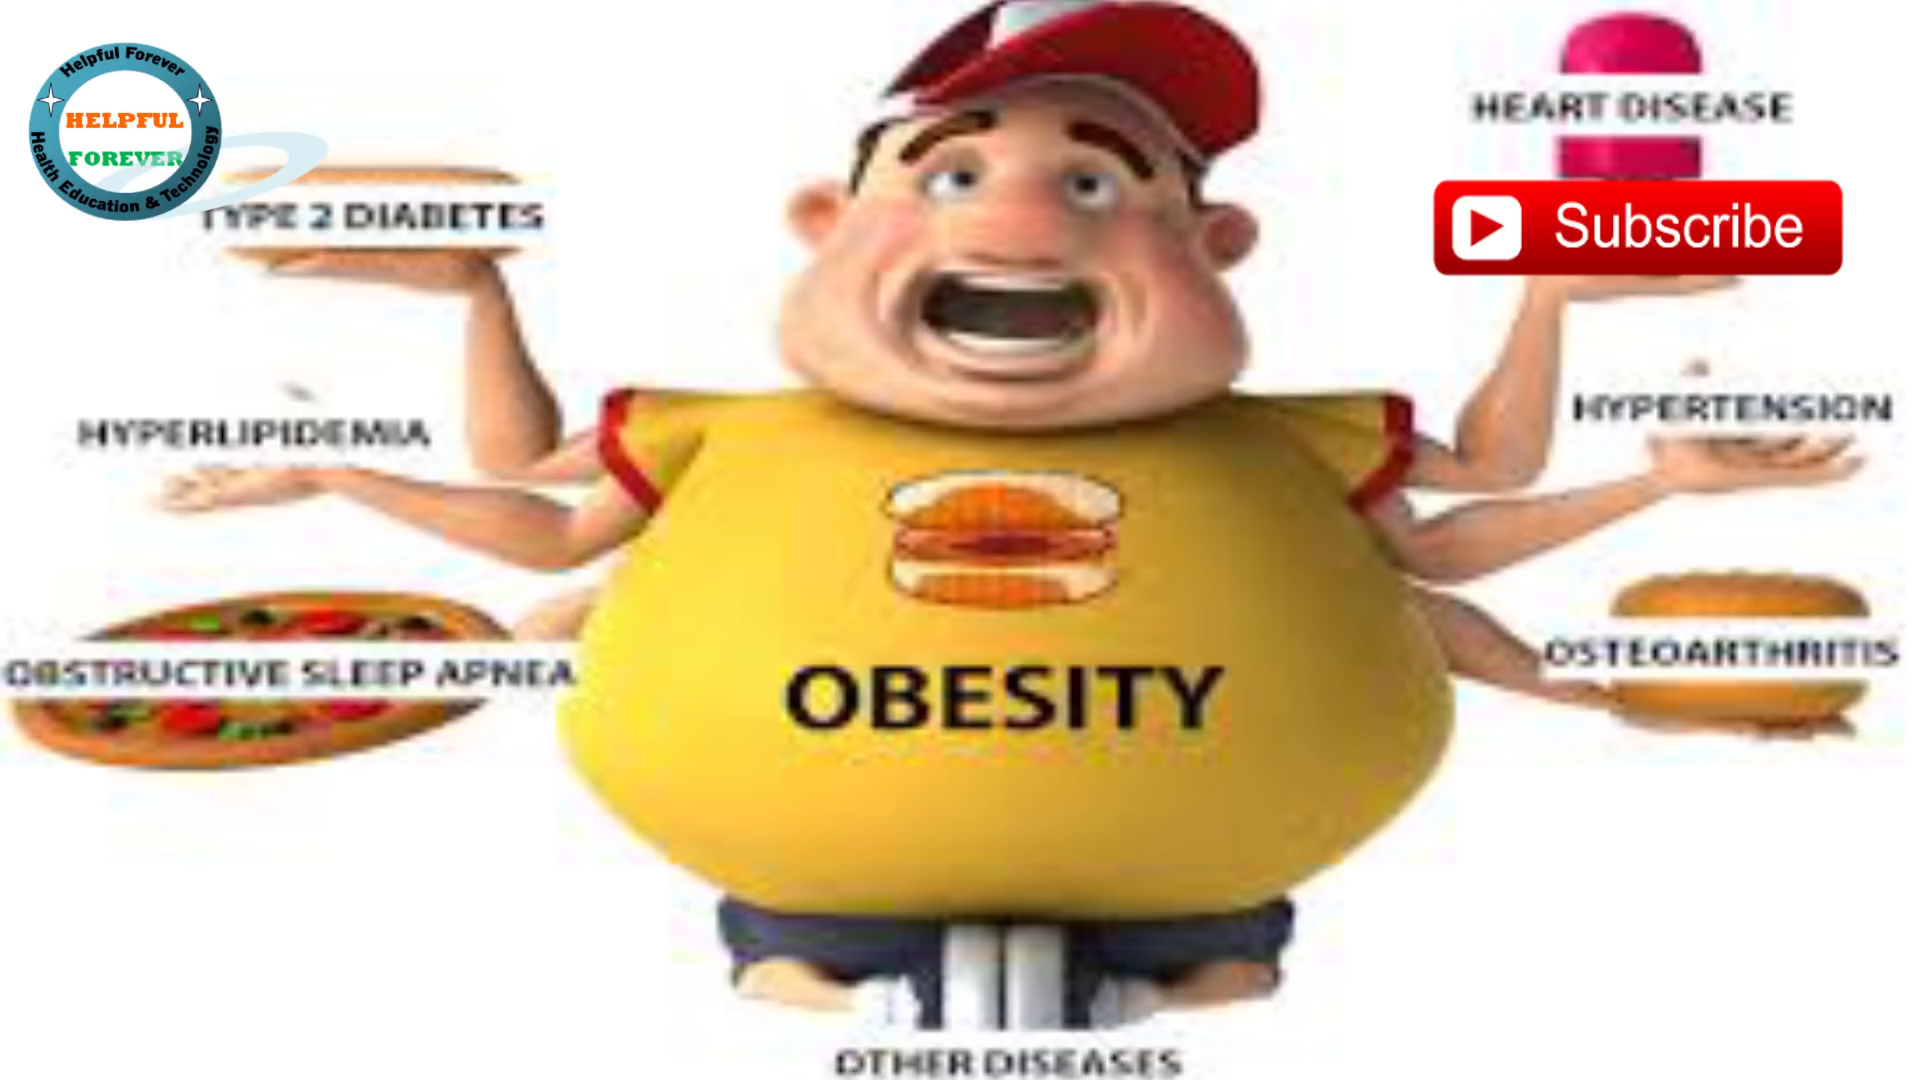 Helpful Forever
HELPFUL
FOREVER
Health Education & Technology
HEART DISEASE
TYPE 2 DIABETES
Subscribe
HYPERLIPIDEMIA
HYPERTENSION
OBSTRUCTIVE SLEEP APNEA
OSTEOARTHRITIS
OBESITY
OTHER DISEASES